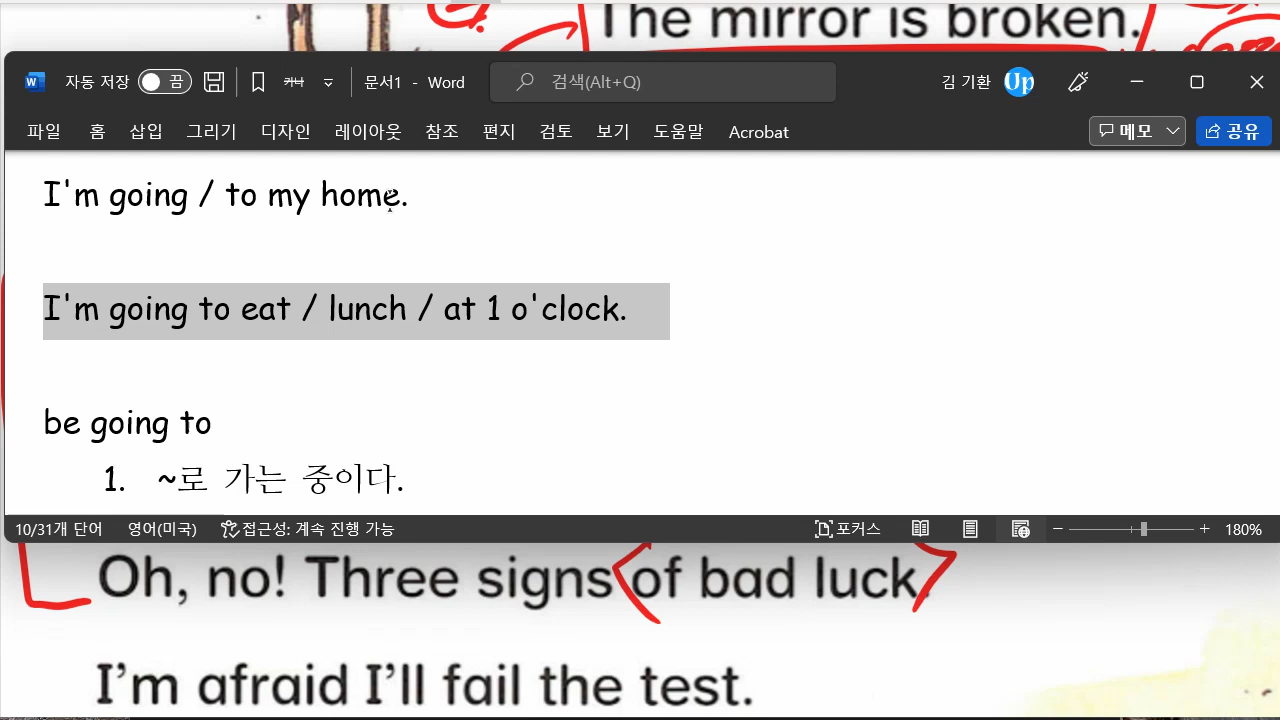 The mirror is broken.
자동 저장 끔 가나 문서1 - Word 검색(Alt+Q) 김 기환 Up
파일 홈 삽입 그리기 디자인 레이아웃 참조 편지 검토 보기 도움말 Acrobat 메모 공유
I'm going / to my home.
I'm going to eat / lunch / at 1 o'clock.
be going to
1. ~로 가는 중이다.
10/31개 단어 영어(미국) 접근성: 계속 진행 가능 포커스 180%
Oh, no! Three signs of bad luck.
I'm afraid I'll fail the test.